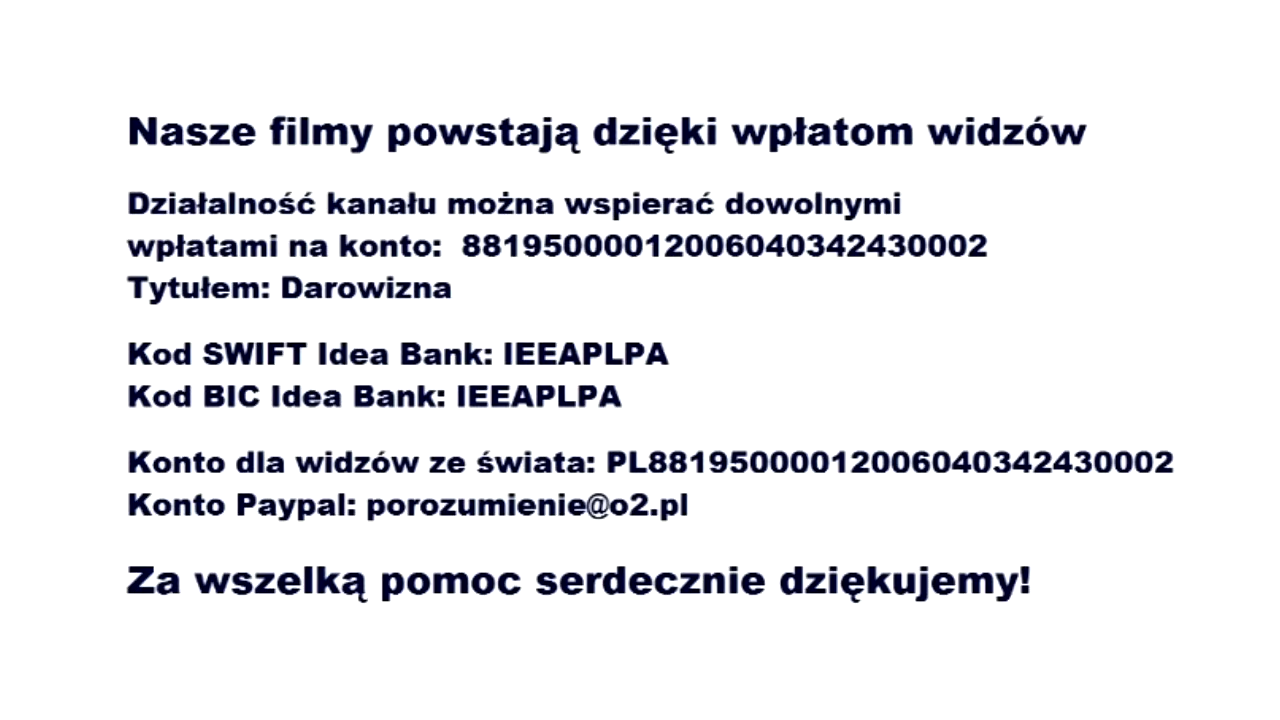 Nasze filmy powstają dzięki wpłatom widzów
Działalność kanału można wspierać dowolnymi
wpłatami na konto: 88195000012006040342430002
Tytułem: Darowizna
Kod SWIFT Idea Bank: IEEAPLPA
Kod BIC Idea Bank: IEEAPLPA
Konto dla widzów ze świata: PL88195000012006040342430002
Konto Paypal: porozumienie@o2.pl
Za wszelką pomoc serdecznie dziękujemy!